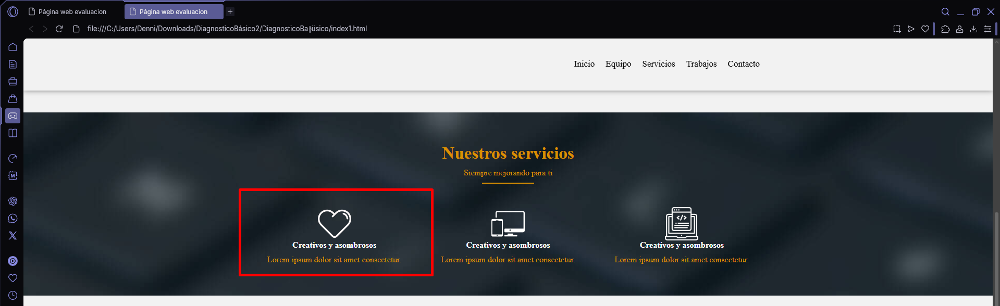 Página web evaluacion
Página web evaluacion
file:///C:/Users/Denni/Downloads/DiagnosticoBásico2/DiagnosticoBaüsico/index1.html
Inicio Equipo Servicios Trabajos Contacto
M
Nuestros servicios
Siempre mejorando para ti
</>
Creativos y asombrosos
Lorem ipsum dolor sit amet consectetur.
Creativos y asombrosos
Lorem ipsum dolor sit amet consectetur.
Creativos y asombrosos
Lorem ipsum dolor sit amet consectetur.